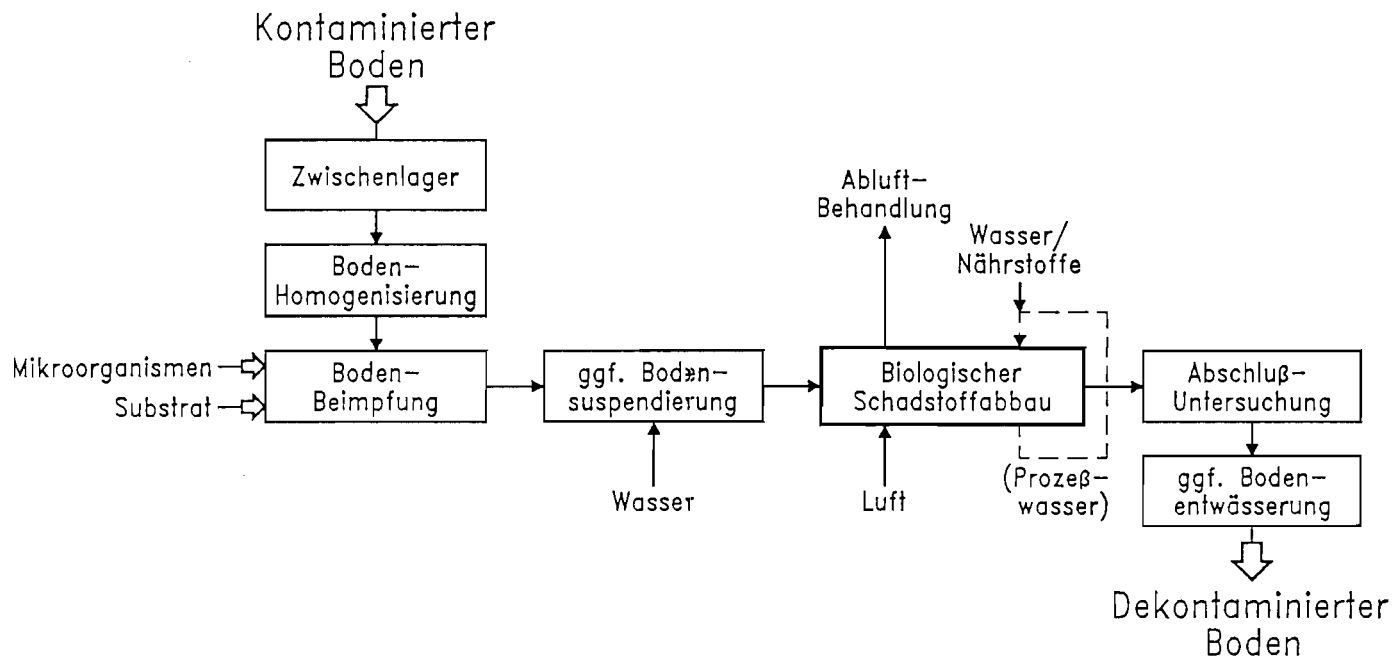 Kontaminierter
Boden
Zwischenlager
Boden-
Homogenisierung
Mikroorganismen
Substrat
Boden-
Beimpfung
ggf. Boden-
suspendierung
Wasser
Abluft-
Behandlung
Wasser/
Nährstoffe
Biologischer
Schadstoffabbau
Luft
(Prozeß-
wasser)
Abschluß-
Untersuchung
ggf. Boden-
entwässerung
Dekontaminierter
Boden